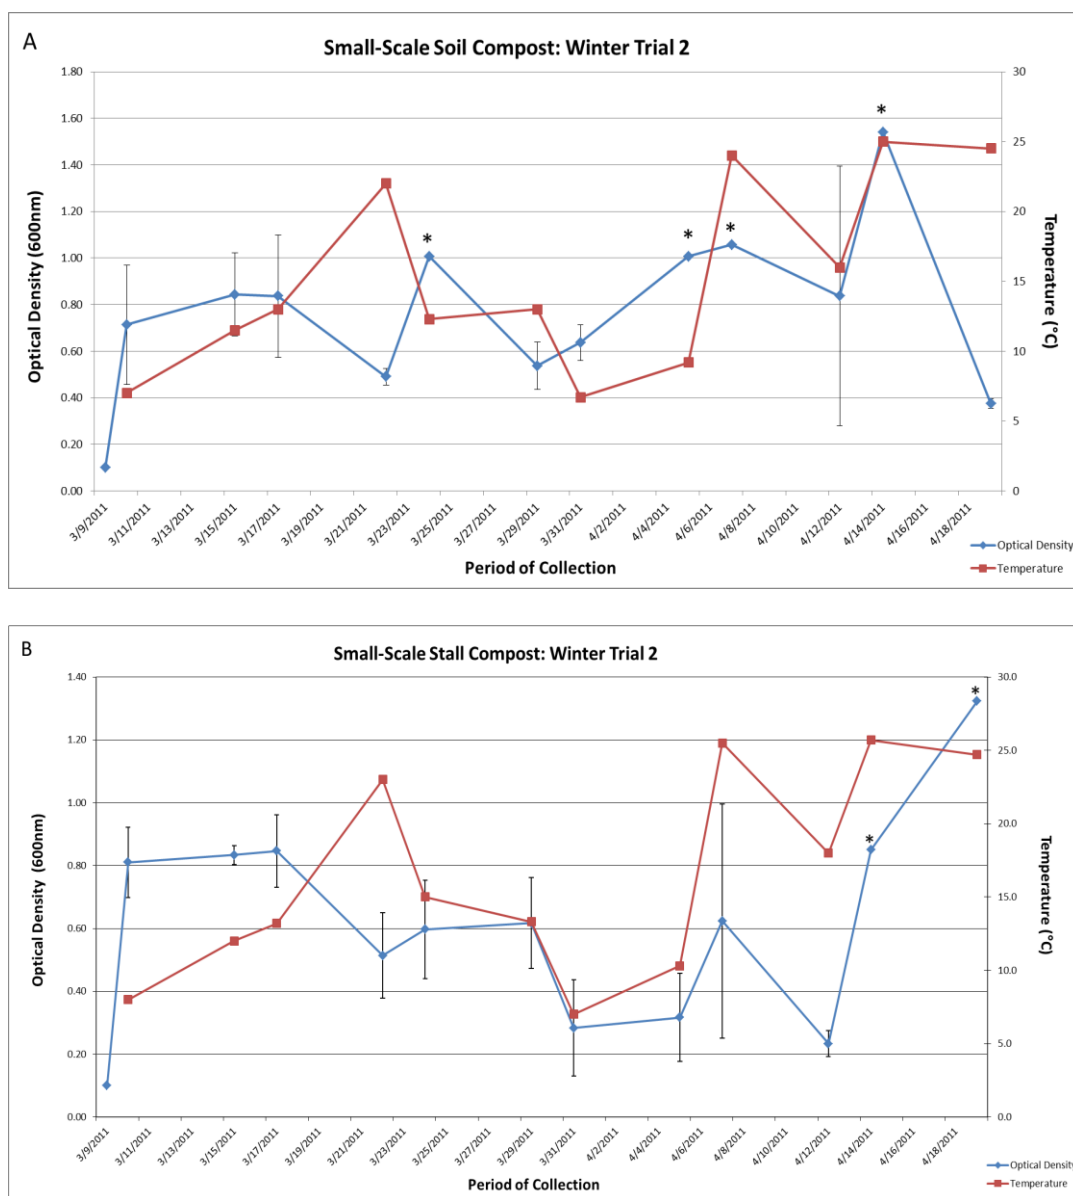 A
Small-Scale Soil Compost: Winter Trial 2
1.80
1.60
1.40
1.20
1.00
0.80
0.60
0.40
0.20
0.00
Optical Density (600nm)
30
25
20
15
10
5
0
Temperature (°C)
* * * *
3/9/2011 3/11/2011 3/13/2011 3/15/2011 3/17/2011 3/19/2011 3/21/2011 3/23/2011 3/25/2011 3/27/2011 3/29/2011 3/31/2011 4/2/2011 4/4/2011 4/6/2011 4/8/2011 4/10/2011 4/12/2011 4/14/2011 4/16/2011 4/18/2011
Period of Collection
Optical Density
Temperature
B
Small-Scale Stall Compost: Winter Trial 2
1.40
1.20
1.00
0.80
0.60
0.40
0.20
0.00
Optical Density (600nm)
30.0
25.0
20.0
15.0
10.0
5.0
0.0
Temperature (°C)
* *
3/9/2011 3/11/2011 3/13/2011 3/15/2011 3/17/2011 3/19/2011 3/21/2011 3/23/2011 3/25/2011 3/27/2011 3/29/2011 3/31/2011 4/2/2011 4/4/2011 4/6/2011 4/8/2011 4/10/2011 4/12/2011 4/14/2011 4/16/2011 4/18/2011
Period of Collection
Optical Density
Temperature